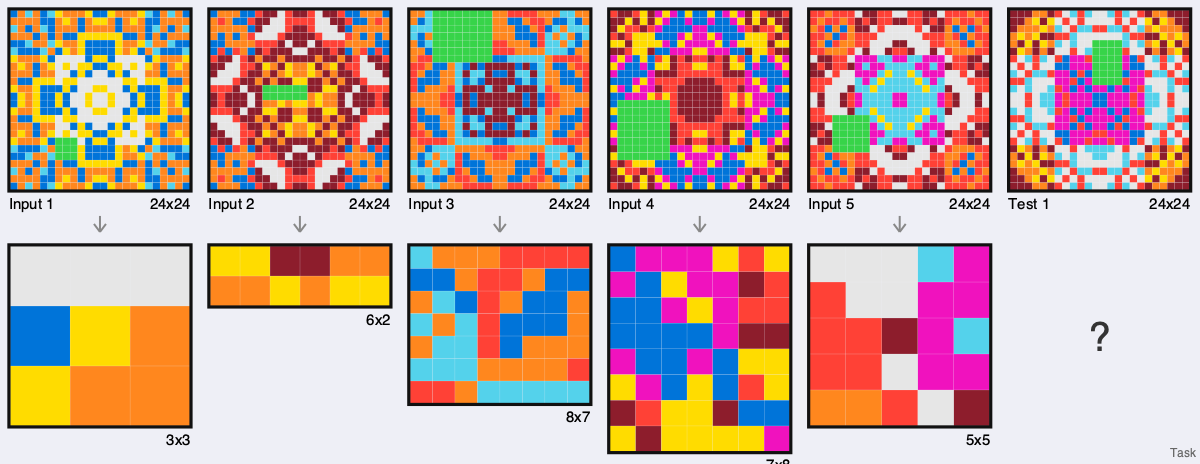 Input 1 24x24
Input 2 24x24
Input 3 24x24
Input 4 24x24
Input 5 24x24
Test 1 24x24
3x3
6x2
8x7
7x8
5x5
?
Task